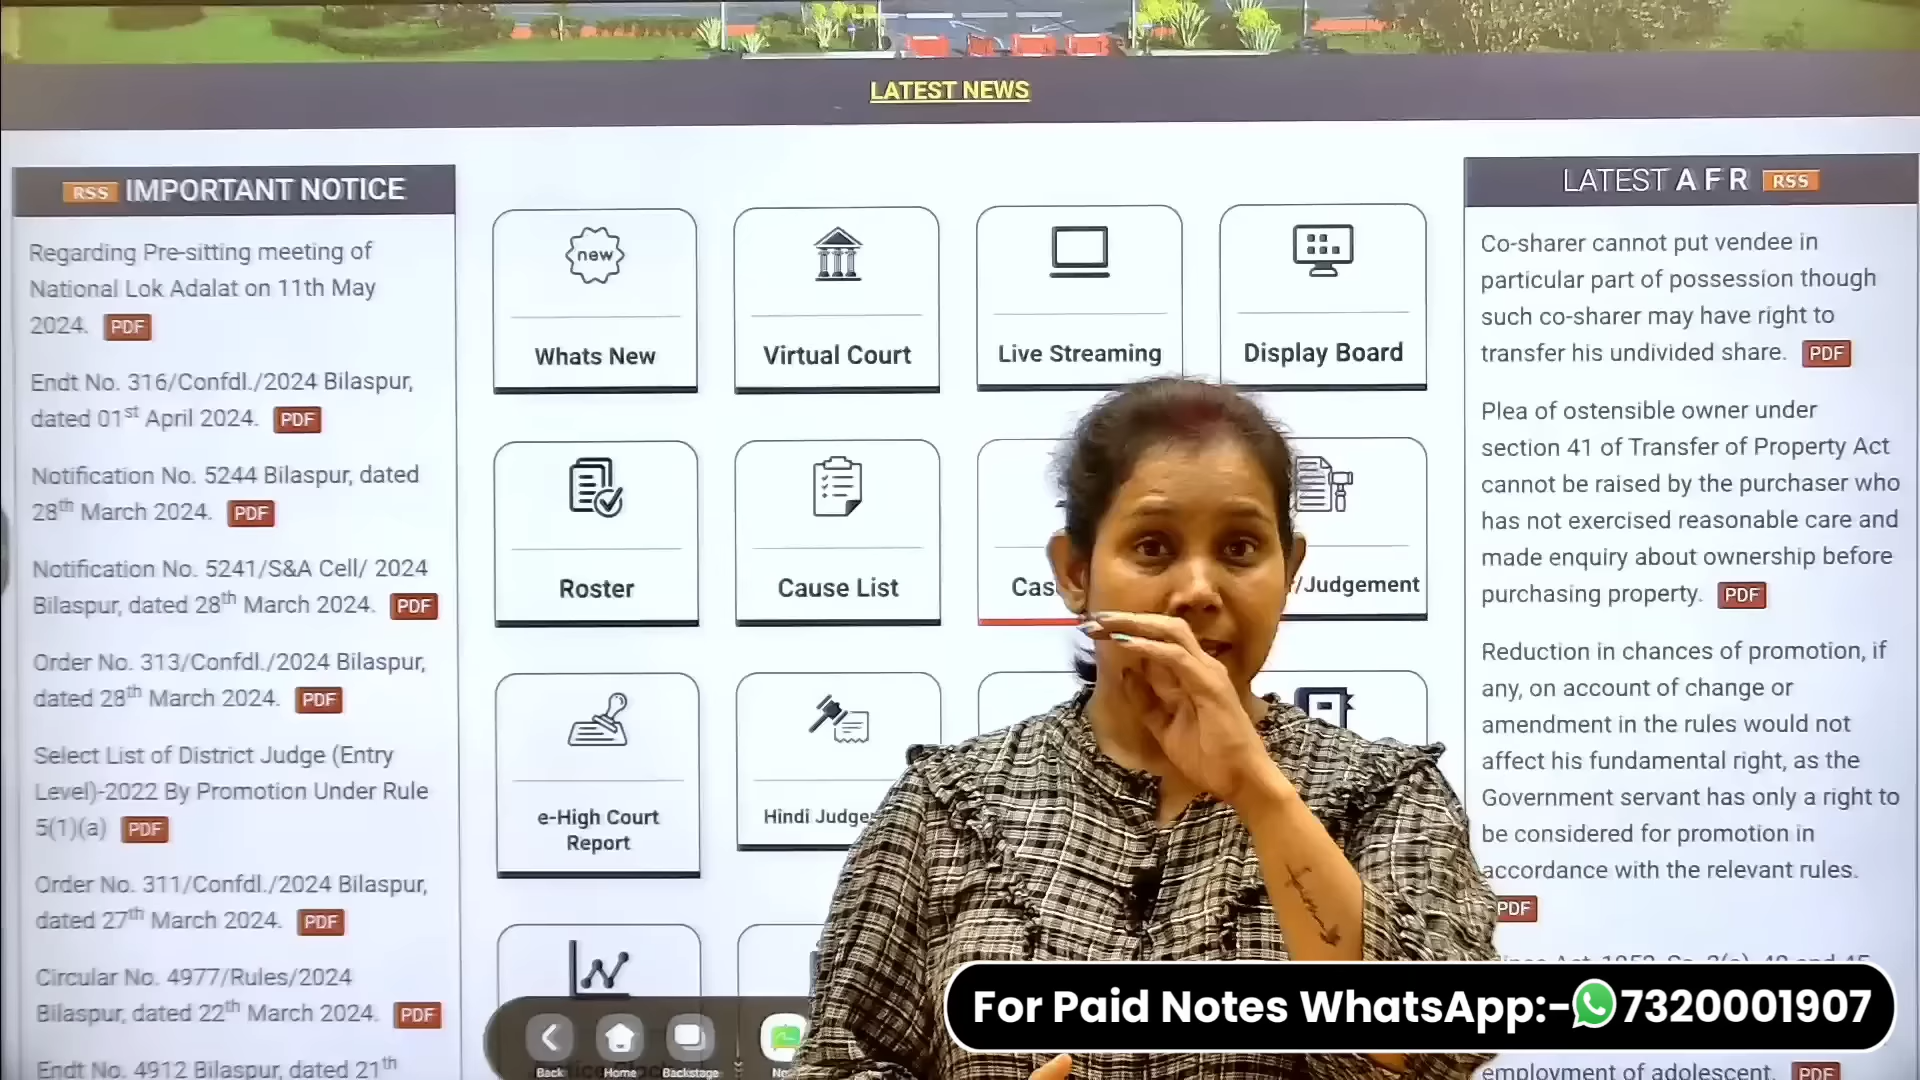 LATEST NEWS
RSS IMPORTANT NOTICE
Regarding Pre-sitting meeting of
National Lok Adalat on 11th May
2024. PDF
Endt No. 316/Confdl./2024 Bilaspur,
dated 01st April 2024. PDF
Notification No. 5244 Bilaspur, dated
28th March 2024. PDF
Notification No. 5241/S&A Cell/ 2024
Bilaspur, dated 28th March 2024. PDF
Order No. 313/Confdl./2024 Bilaspur,
dated 28th March 2024. PDF
Select List of District Judge (Entry
Level)-2022 By Promotion Under Rule
5(1)(a) PDF
Order No. 311/Confdl./2024 Bilaspur,
dated 27th March 2024. PDF
Circular No. 4977/Rules/2024
Bilaspur, dated 22th March 2024. PDF
Endt No. 4912 Bilaspur, dated 21th
new
Whats New
Virtual Court
Live Streaming
Display Board
Roster
Cause List
Cas
/Judgement
e-High Court
Report
Hindi Judge
Back
Home
Backstage
LATEST A F R RSS
Co-sharer cannot put vendee in
particular part of possession though
such co-sharer may have right to
transfer his undivided share. PDF
Plea of ostensible owner under
section 41 of Transfer of Property Act
cannot be raised by the purchaser who
has not exercised reasonable care and
made enquiry about ownership before
purchasing property. PDF
Reduction in chances of promotion, if
any, on account of change or
amendment in the rules would not
affect his fundamental right, as the
Government servant has only a right to
be considered for promotion in
accordance with the relevant rules.
PDF
employment of adolescent. PDF
For Paid Notes WhatsApp:-7320001907